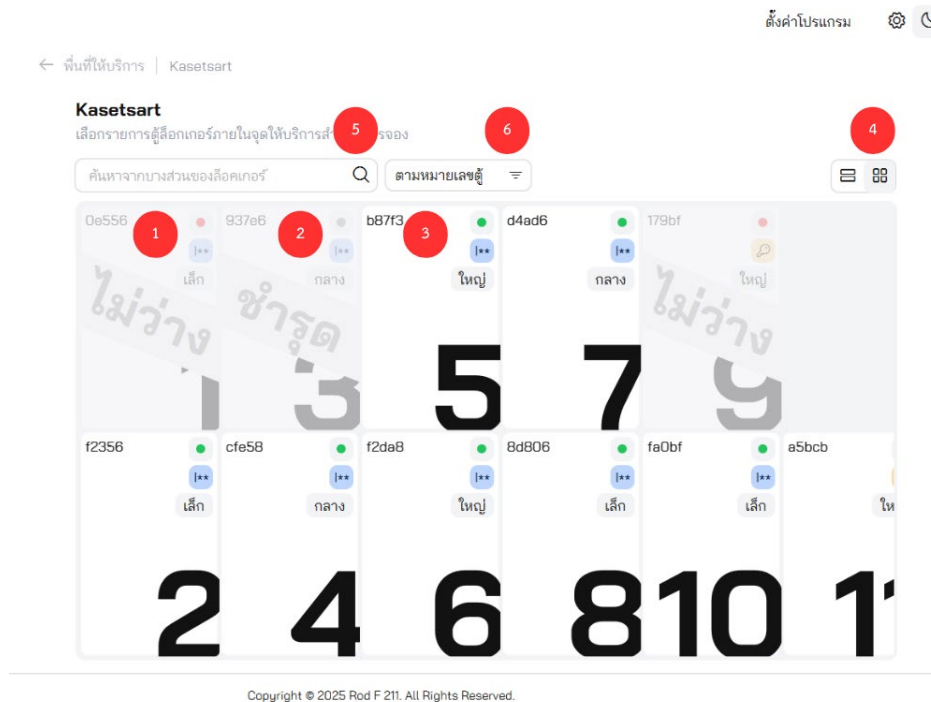 ตั้งค่าโปรแกรม
← พื้นที่ให้บริการ | Kasetsart
Kasetsart
เลือกรายการตู้ล็อกเกอร์ภายในจุดให้บริการสำ 5 รจอง 6 4
ค้นหาจากบางส่วนของล็อคเกอร์ ตามหมายเลขตู้
0e556 1 937e6 2 b87f3 3 d4ad6 179bf
|** |** |** |**
เล็ก กลาง ใหญ่ กลาง ใหญ่
ไม่ว่าง ชำรุด ไม่ว่าง
1 3 5 7 9
f2356 cfe58 f2da8 8d806 fa0bf a5bcb
|** |** |** |** |**
เล็ก กลาง ใหญ่ เล็ก เล็ก ให
2 4 6 8 10 11
Copyright © 2025 Rod F 211. All Rights Reserved.